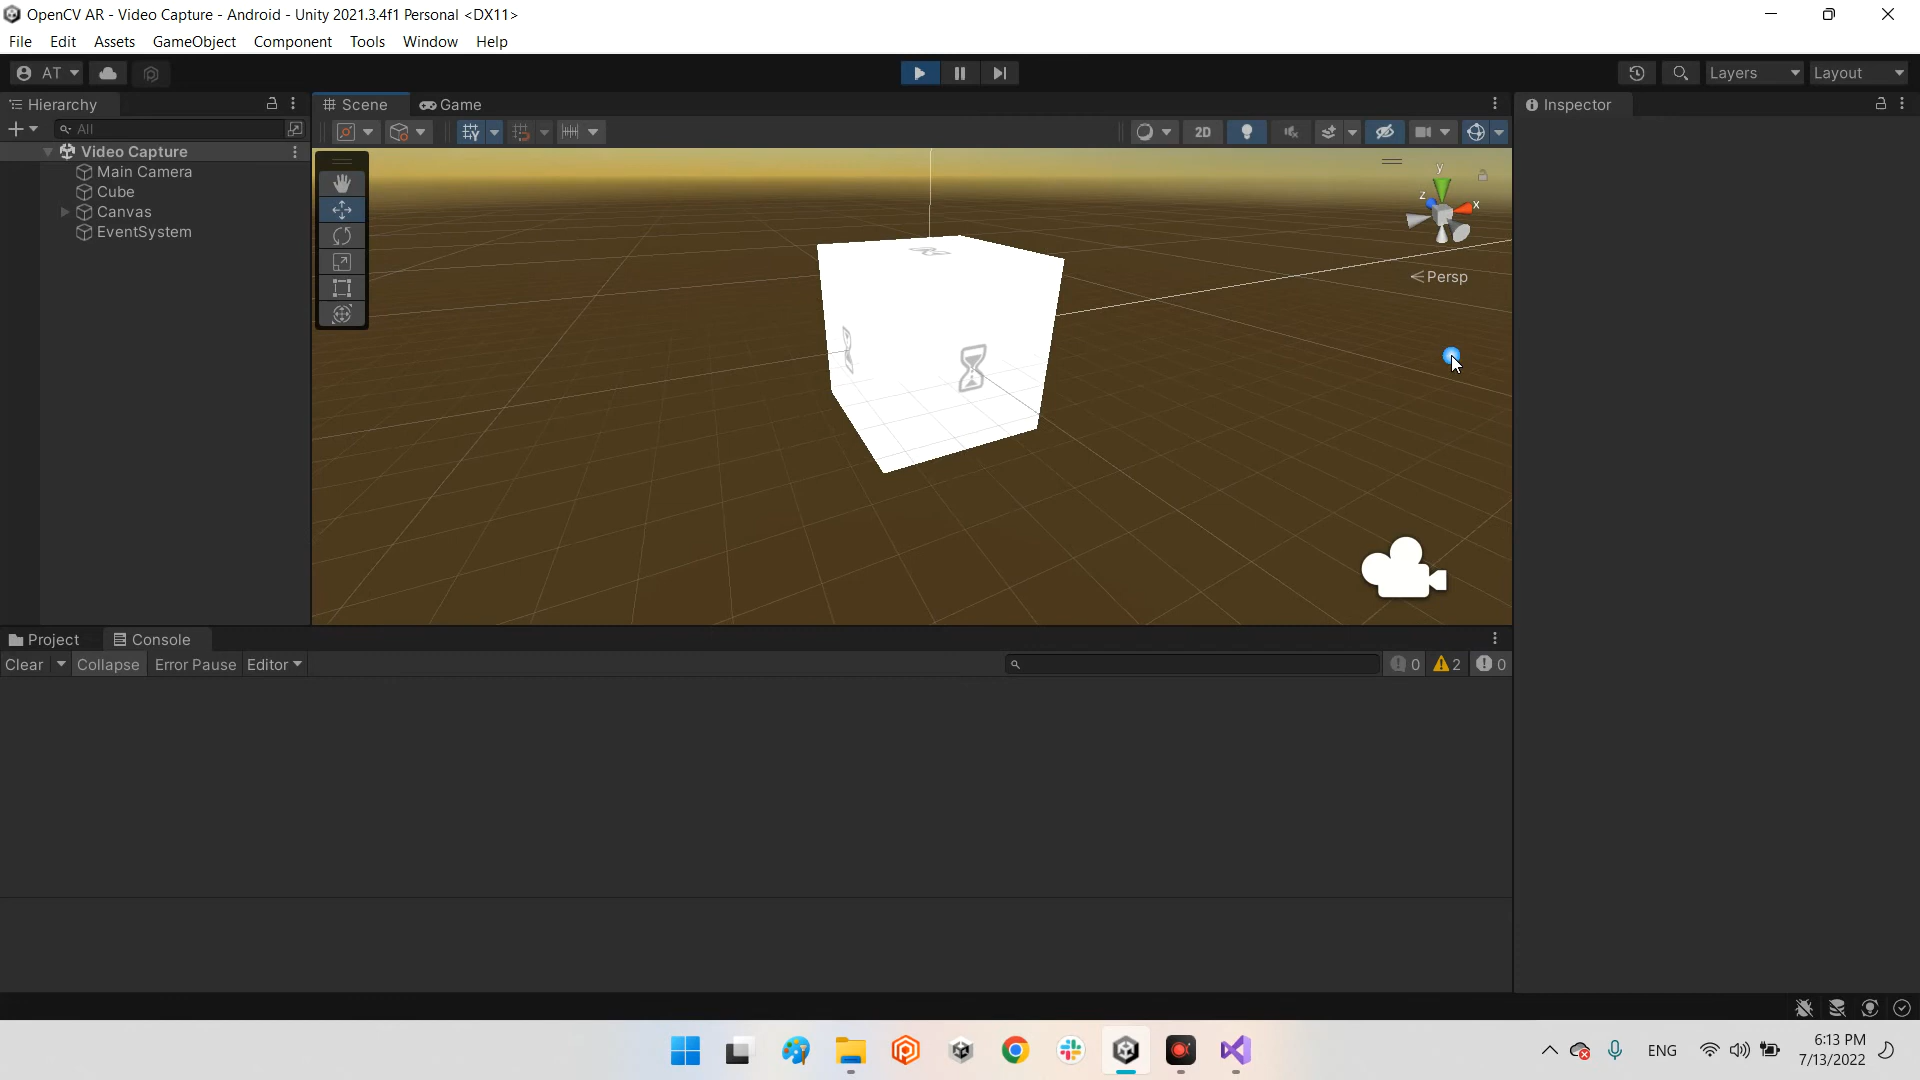 OpenCV AR - Video Capture - Android - Unity 2021.3.4f1 Personal <DX11>
File Edit Assets GameObject Component Tools Window Help
AT Layers Layout
Hierarchy Scene Game Inspector
All 2D
Video Capture
Main Camera
Cube
Canvas
EventSystem
y
z x
Persp
Project Console
Clear Collapse Error Pause Editor 0 2 0
ENG 6:13 PM
7/13/2022